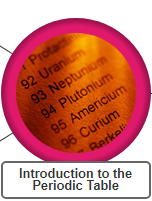 92 Uranium
93 Neptunium
94 Plutonium
95 Americium
96 Curium
Introduction to the
Periodic Table